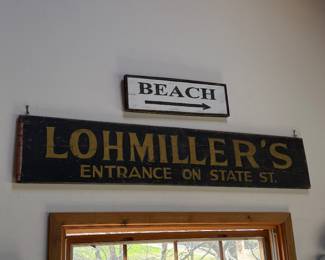 BEACH
LOHMILLER'S
ENTRANCE ON STATE ST.